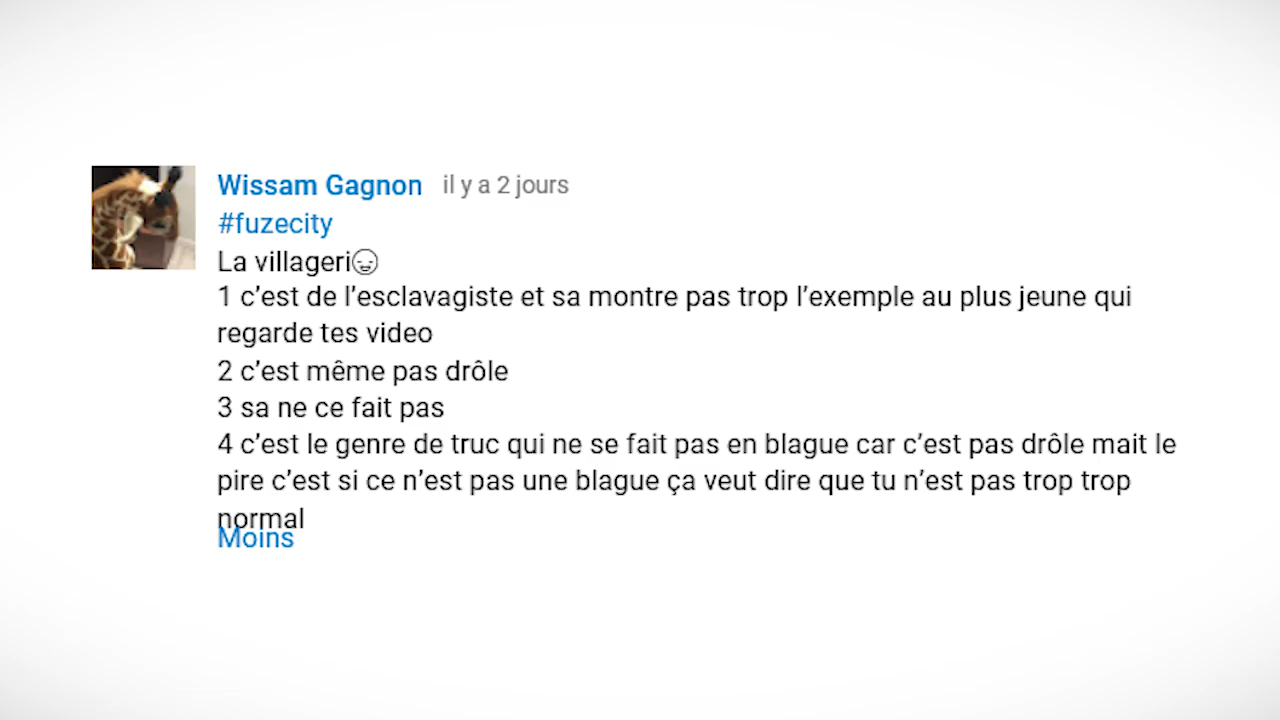 Wissam Gagnon il y a 2 jours
#fuzecity
La villageri
1 c’est de l’esclavagiste et sa montre pas trop l’exemple au plus jeune qui
regarde tes video
2 c’est même pas drôle
3 sa ne ce fait pas
4 c’est le genre de truc qui ne se fait pas en blague car c’est pas drôle mait le
pire c’est si ce n’est pas une blague ça veut dire que tu n’est pas trop trop
normal
Moins